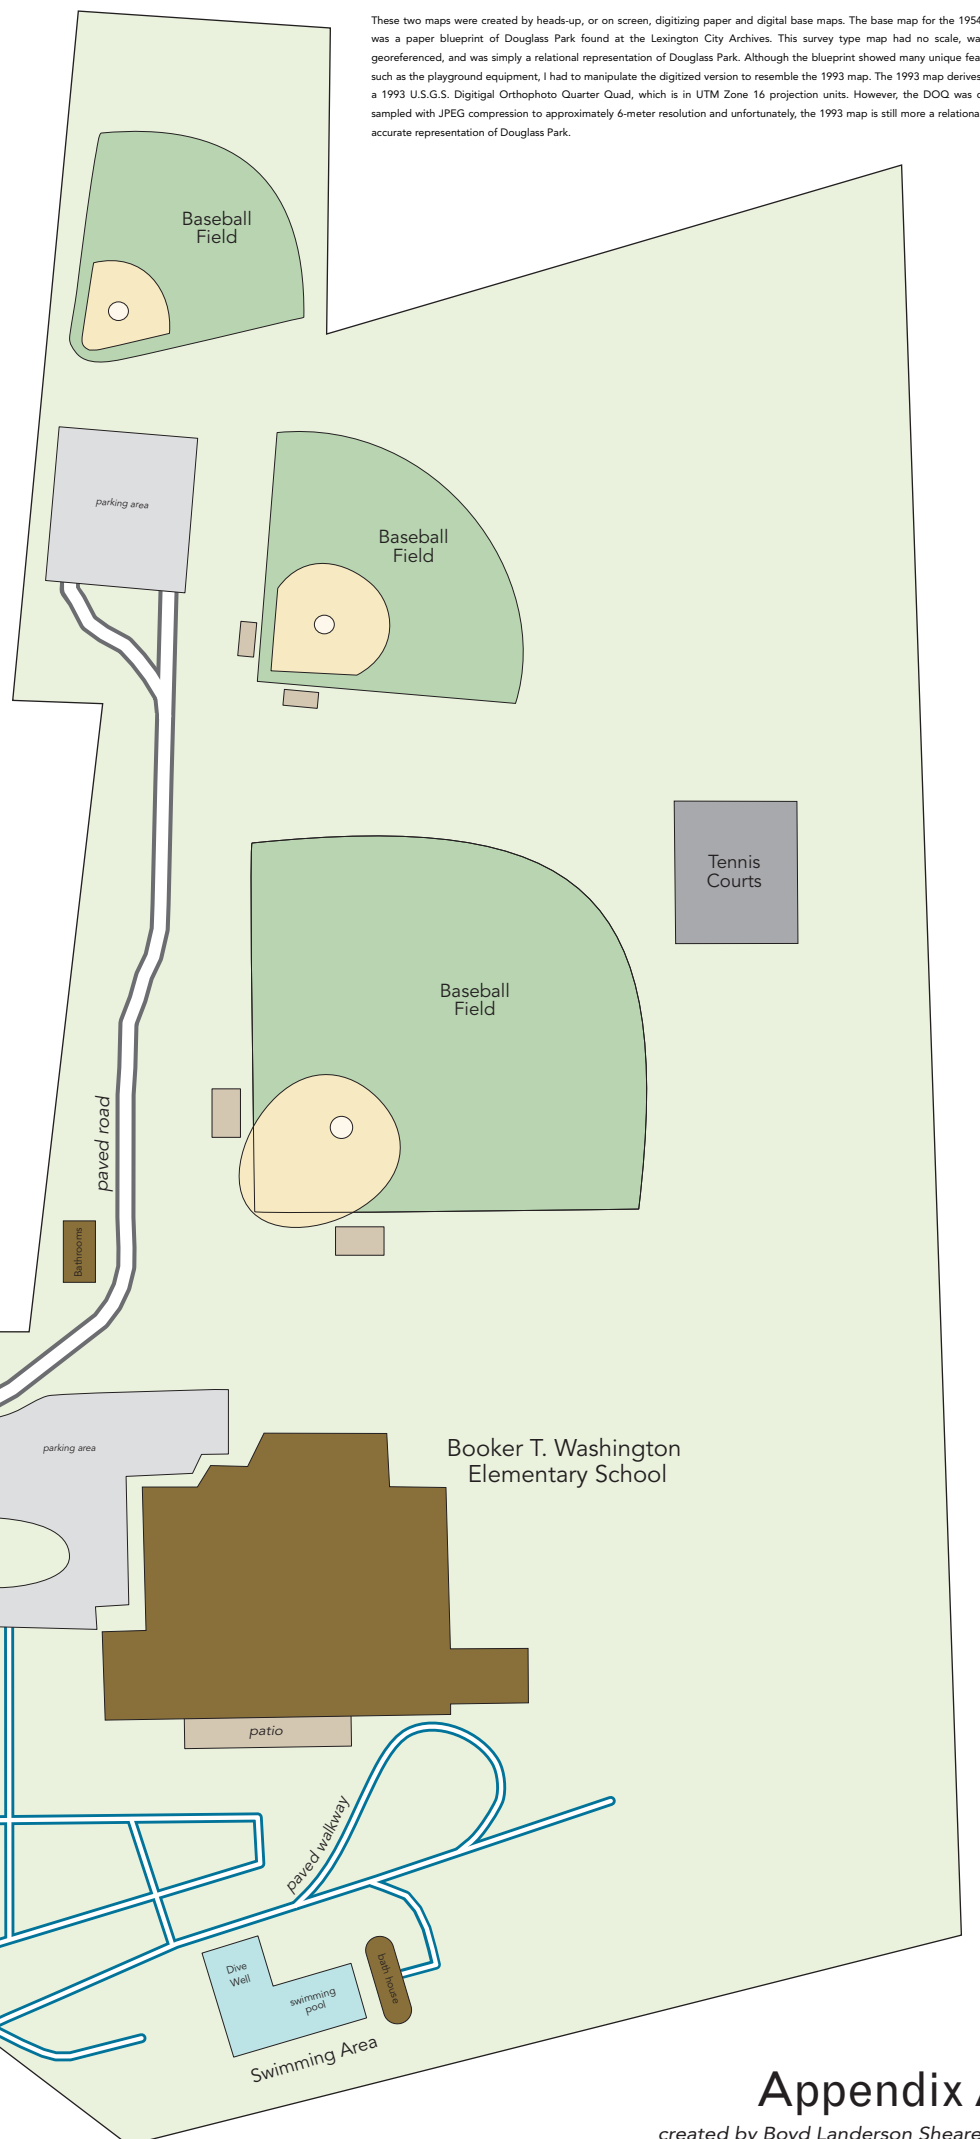 These two maps were created by heads-up, or on screen, digitizing paper and digital base maps. The base map for the 1954
was a paper blueprint of Douglass Park found at the Lexington City Archives. This survey type map had no scale,
georeferenced, and was simply a relational representation of Douglass Park. Although the blueprint showed many unique
such as the playground equipment, I had to manipulate the digitized version to resemble the 1993 map. The 1993 map
a 1993 U.S.G.S. Digitigal Orthophoto Quarter Quad, which is in UTM Zone 16 projection units. However, the DOQ was
sampled with JPEG compression to approximately 6-meter resolution and unfortunately, the 1993 map is still more a
accurate representation of Douglass Park.
Baseball
Field
parking area
Baseball
Field
Tennis
Courts
Baseball
Field
paved road
Bathrooms
parking area
Booker T. Washington
Elementary School
patio
paved walkway
Dive
Well
swimming
pool
bath house
Swimming Area
Appendix
created by Boyd Landerson